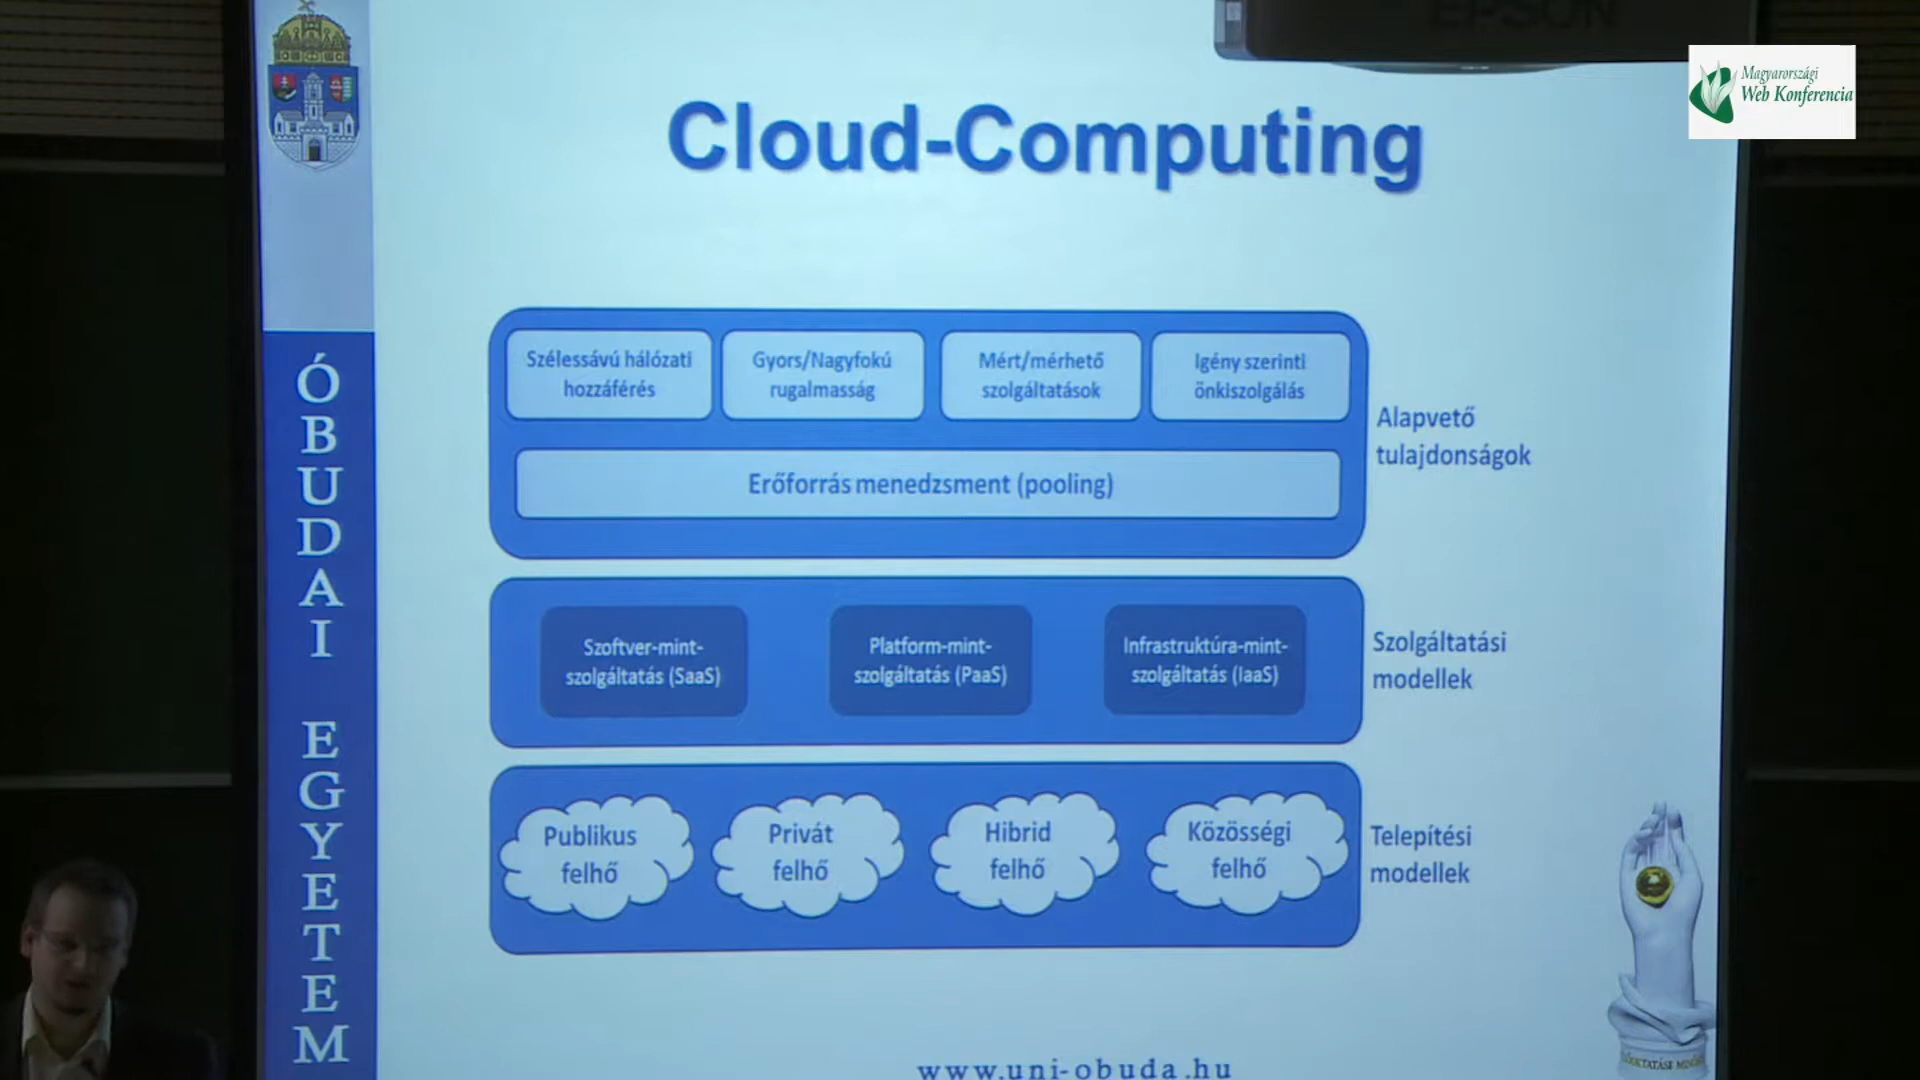 EPSON
Magyarországi
Web Konferencia
Cloud-Computing
ÓBUDAI EGYETEM
Szélessávú hálózati
hozzáférés
Gyors/Nagyfokú
rugalmasság
Mért/mérhető
szolgáltatások
Igény szerinti
önkiszolgálás
Erőforrás menedzsment (pooling)
Alapvető
tulajdonságok
Szoftver-mint-
szolgáltatás (SaaS)
Platform-mint-
szolgáltatás (PaaS)
Infrastruktúra-mint-
szolgáltatás (IaaS)
Szolgáltatási
modellek
Publikus
felhő
Privát
felhő
Hibrid
felhő
Közösségi
felhő
Telepítési
modellek
www.uni-obuda.hu